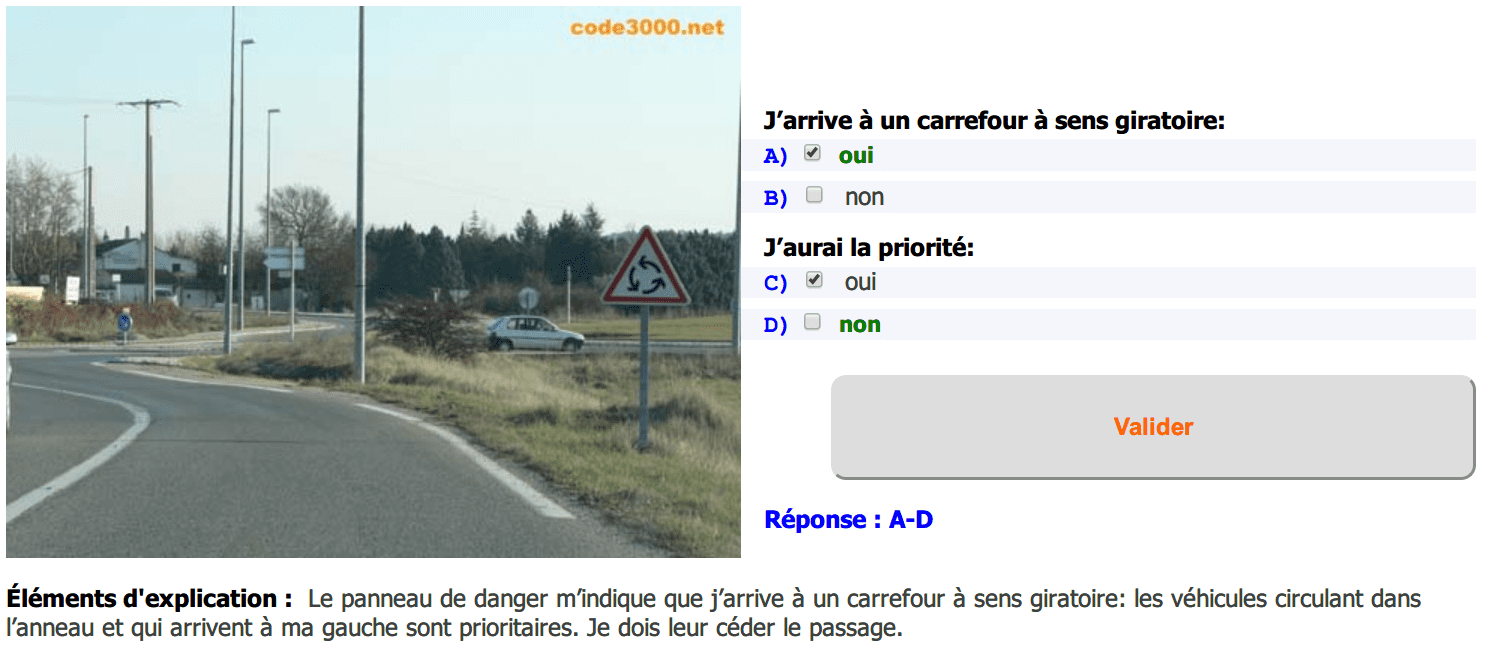 code3000.net
J’arrive à un carrefour à sens giratoire:
A) oui
B) non
J’aurai la priorité:
C) oui
D) non
Valider
Réponse : A-D
Éléments d'explication : Le panneau de danger m’indique que j’arrive à un carrefour à sens giratoire: les véhicules circulant dans
l’anneau et qui arrivent à ma gauche sont prioritaires. Je dois leur céder le passage.